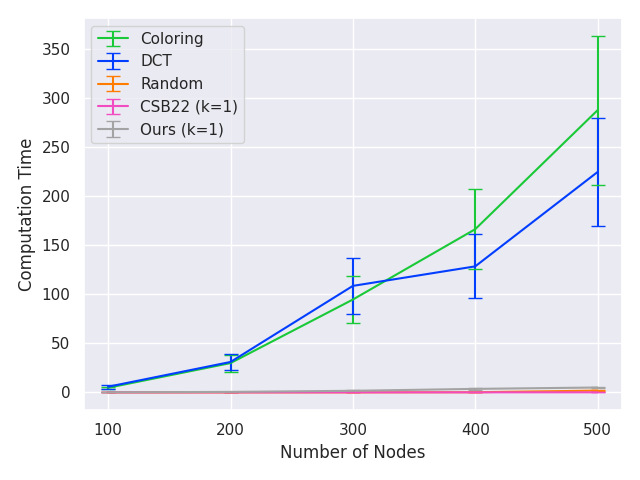 Coloring
DCT
Random
CSB22 (k=1)
Ours (k=1)
350
300
250
200
150
100
50
0
Computation Time
100
200
300
400
500
Number of Nodes